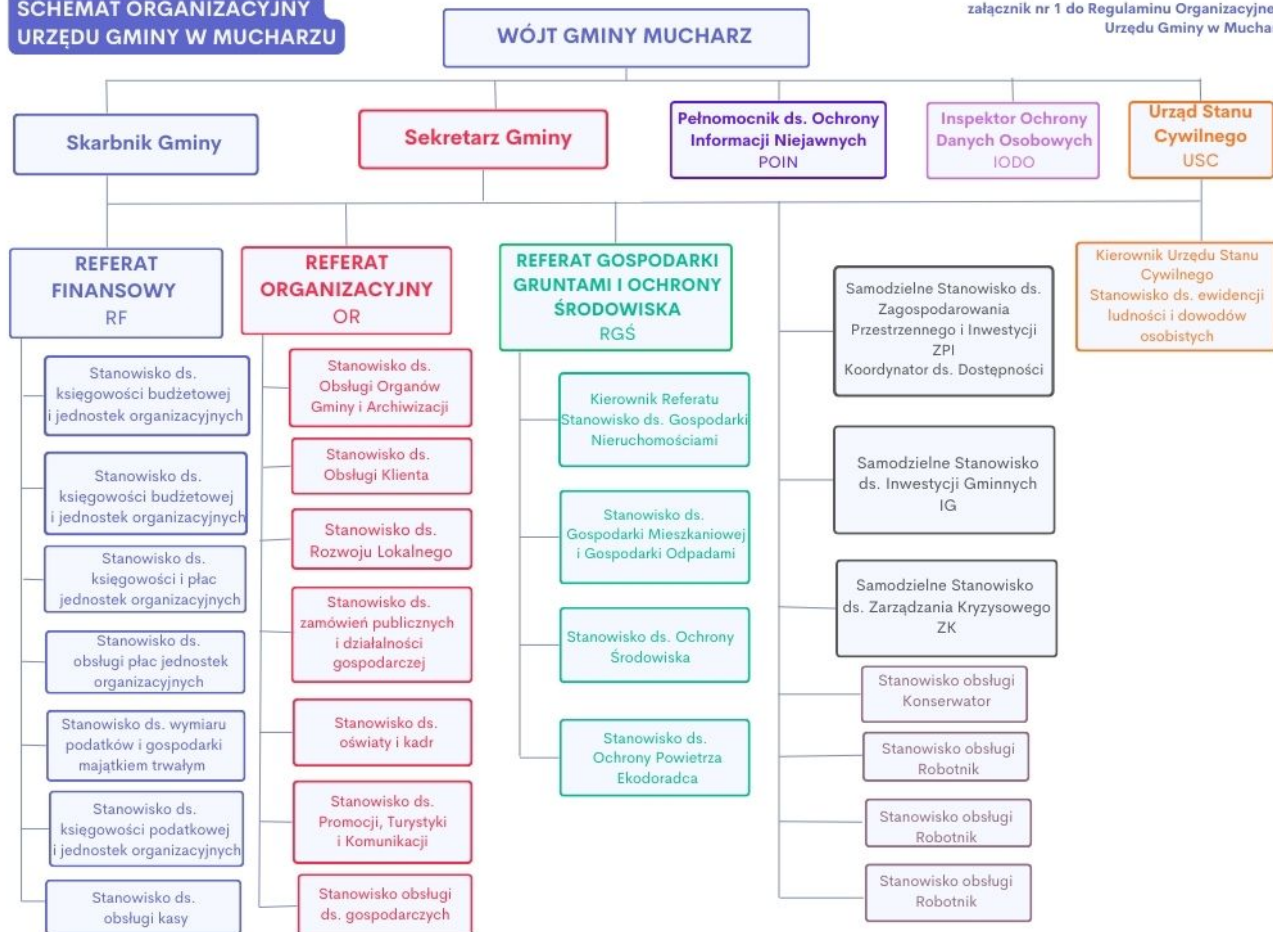 SCHEMAT ORGANIZACYJNY
URZĘDU GMINY W MUCHARZU
załącznik nr 1 do Regulaminu Organizacyjne
Urzędu Gminy w Muchar
WÓJT GMINY MUCHARZ
Skarbnik Gminy
Sekretarz Gminy
Pełnomocnik ds. Ochrony
Informacji Niejawnych
POIN
Inspektor Ochrony
Danych Osobowych
IODO
Urząd Stanu
Cywilnego
USC
REFERAT
FINANSOWY
RF
Stanowisko ds.
księgowości budżetowej
i jednostek organizacyjnych
Stanowisko ds.
księgowości budżetowej
i jednostek organizacyjnych
Stanowisko ds.
księgowości i płac
jednostek organizacyjnych
Stanowisko ds.
obsługi płac jednostek
organizacyjnych
Stanowisko ds. wymiaru
podatków i gospodarki
majątkiem trwałym
Stanowisko ds.
księgowości podatkowej
i jednostek organizacyjnych
Stanowisko ds.
obsługi kasy
REFERAT
ORGANIZACYJNY
OR
Stanowisko ds.
Obsługi Organów
Gminy i Archiwizacji
Stanowisko ds.
Obsługi Klienta
Stanowisko ds.
Rozwoju Lokalnego
Stanowisko ds.
zamówień publicznych
i działalności
gospodarczej
Stanowisko ds.
oświaty i kadr
Stanowisko ds.
Promocji, Turystyki
i Komunikacji
Stanowisko obsługi
ds. gospodarczych
REFERAT GOSPODARKI
GRUNTAMI I OCHRONY
ŚRODOWISKA
RGŚ
Kierownik Referatu
Stanowisko ds. Gospodarki
Nieruchomościami
Stanowisko ds.
Gospodarki Mieszkaniowej
i Gospodarki Odpadami
Stanowisko ds. Ochrony
Środowiska
Stanowisko ds.
Ochrony Powietrza
Ekodoradca
Samodzielne Stanowisko ds.
Zagospodarowania
Przestrzennego i Inwestycji
ZPI
Koordynator ds. Dostępności
Samodzielne Stanowisko
ds. Inwestycji Gminnych
IG
Samodzielne Stanowisko
ds. Zarządzania Kryzysowego
ZK
Stanowisko obsługi
Konserwator
Stanowisko obsługi
Robotnik
Stanowisko obsługi
Robotnik
Stanowisko obsługi
Robotnik
Kierownik Urzędu Stanu
Cywilnego
Stanowisko ds. ewidencji
ludności i dowodów
osobistych